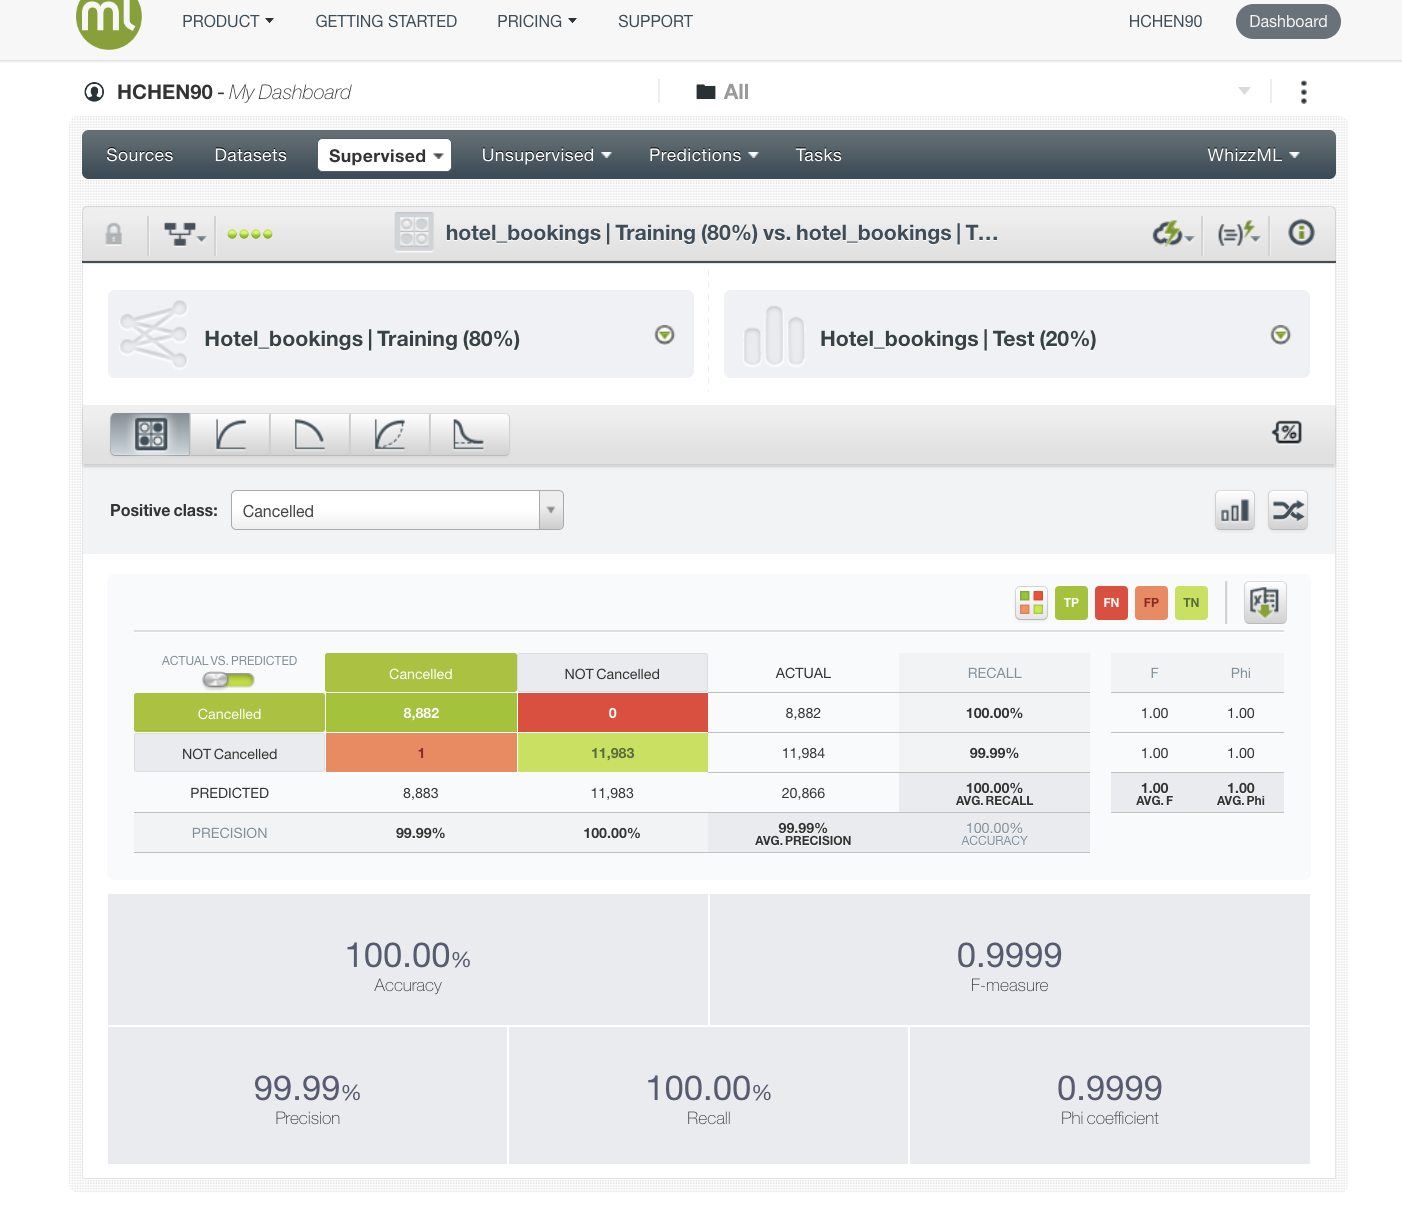 ml PRODUCT GETTING STARTED PRICING SUPPORT HCHEN90 Dashboard
HCHEN90 - My Dashboard All
Sources Datasets Supervised Unsupervised Predictions Tasks WhizzML
hotel_bookings | Training (80%) vs. hotel_bookings | T...
Hotel_bookings | Training (80%) Hotel_bookings | Test (20%)
%
Positive class: Cancelled
TP FN FP TN X
ACTUAL VS. PREDICTED Cancelled NOT Cancelled ACTUAL RECALL F Phi
Cancelled 8,882 0 8,882 100.00% 1.00 1.00
NOT Cancelled 1 11,983 11,984 99.99% 1.00 1.00
PREDICTED 8,883 11,983 20,866 100.00% 1.00 1.00
AVG. RECALL AVG. F AVG. Phi
PRECISION 99.99% 100.00% 99.99% 100.00%
AVG. PRECISION ACCURACY
100.00% 0.9999
Accuracy F-measure
99.99% 100.00% 0.9999
Precision Recall Phi coefficient